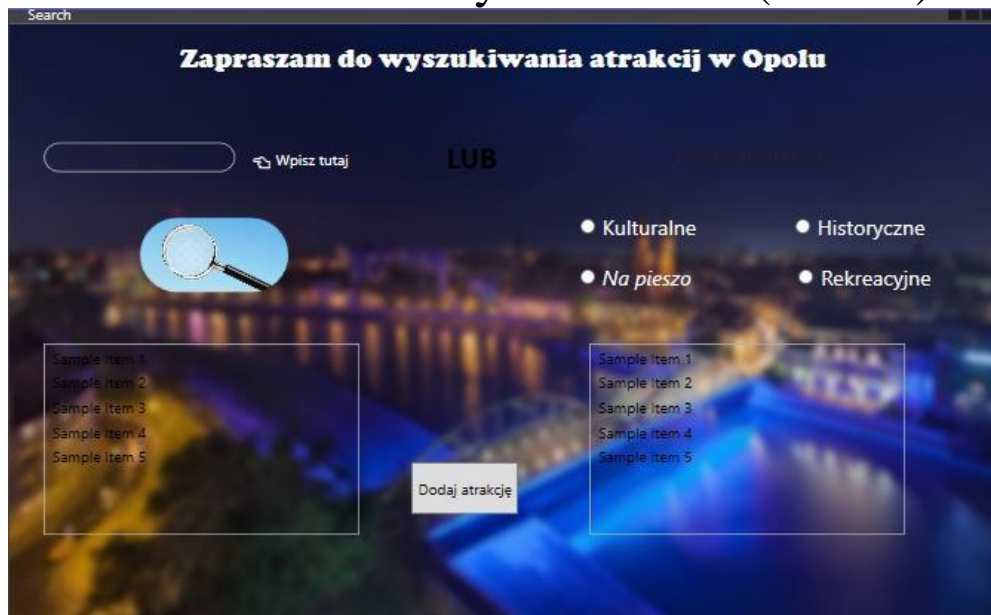 Search
Zapraszam do wyszukiwania atrakcij w Opolu
Wpisz tutaj
LUB
Kulturalne
Historyczne
Na pieszo
Rekreacyjne
Sample Item 1
Sample Item 2
Sample Item 3
Sample Item 4
Sample Item 5
Sample Item 1
Sample Item 2
Sample Item 3
Sample Item 4
Sample Item 5
Dodaj atrakcję